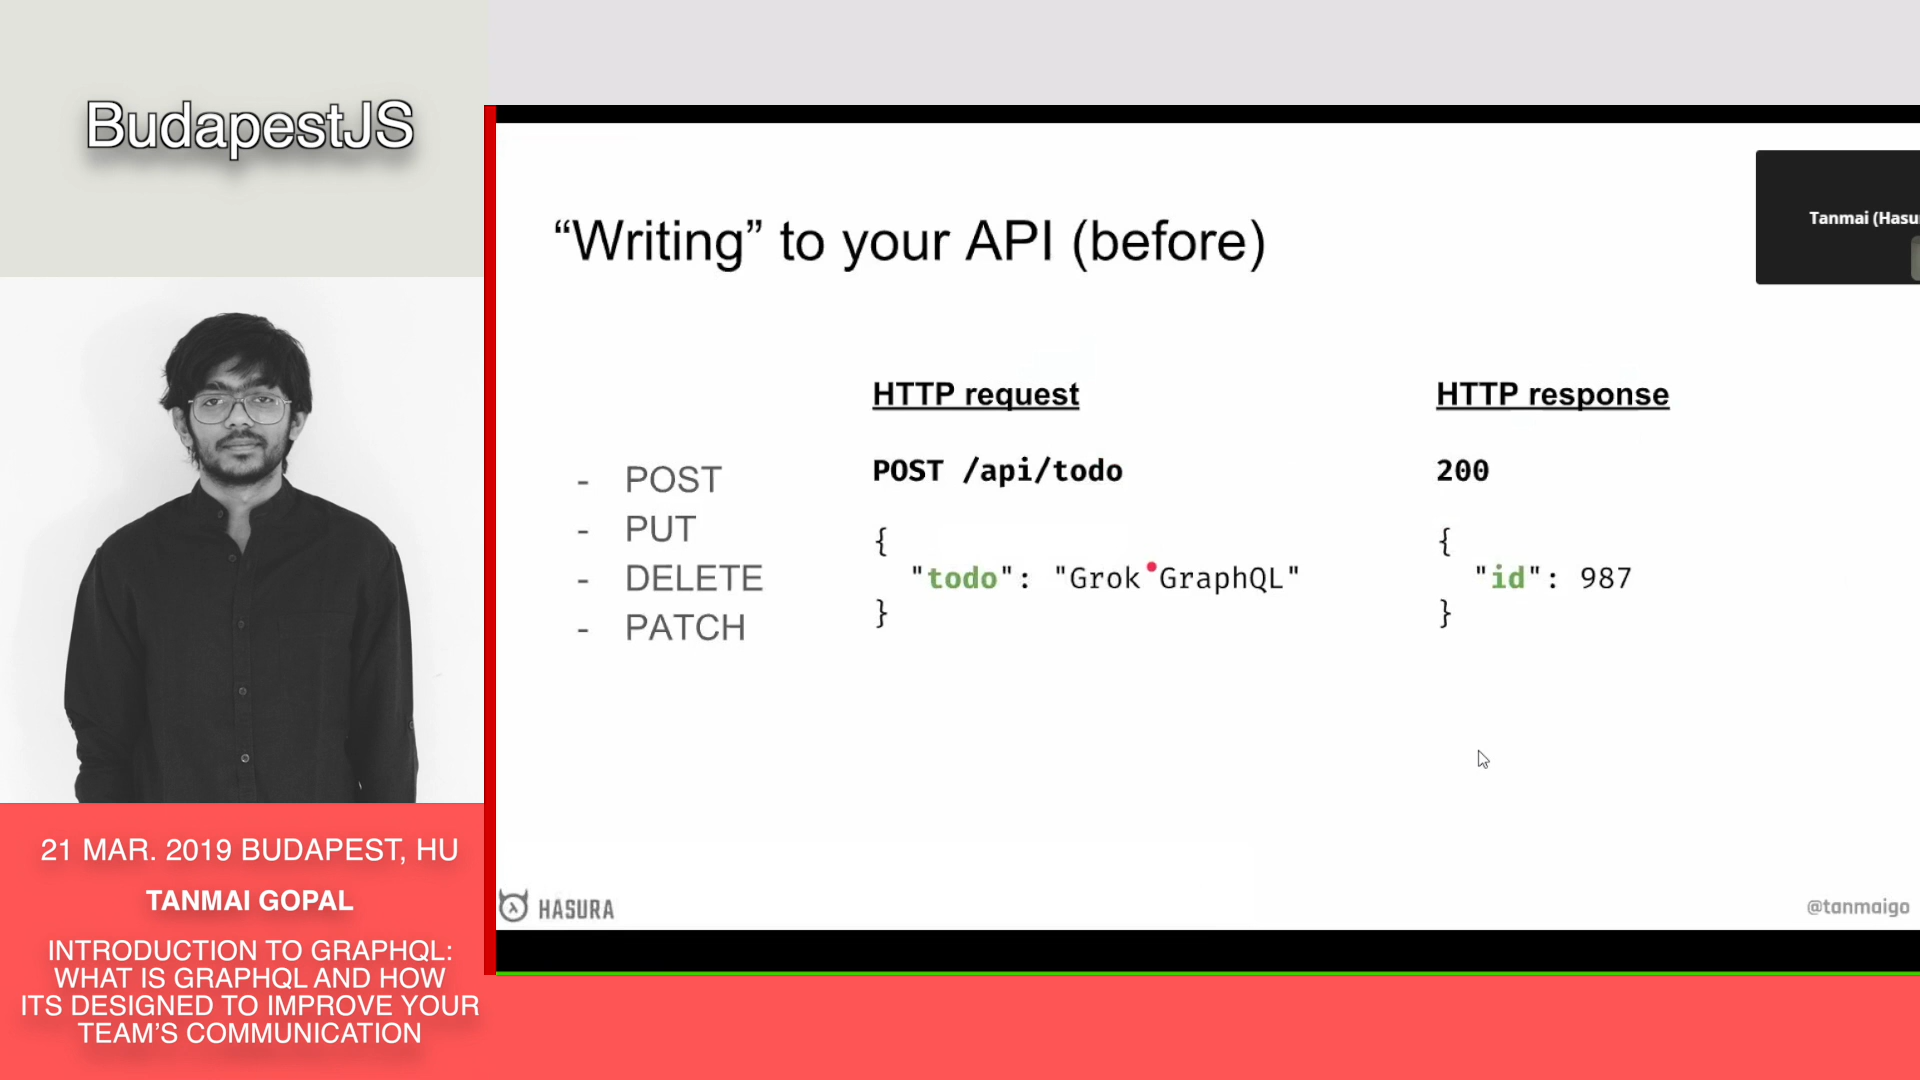 BudapestJS
21 MAR. 2019 BUDAPEST, HU
TANMAI GOPAL
INTRODUCTION TO GRAPHQL:
WHAT IS GRAPHQL AND HOW
ITS DESIGNED TO IMPROVE YOUR
TEAM'S COMMUNICATION
“Writing” to your API (before)
Tanmai (Hasu
- POST
- PUT
- DELETE
- PATCH
HTTP request
POST /api/todo
{
"todo": "Grok GraphQL"
}
HTTP response
200
{
"id": 987
}
HASURA
@tanmaigo